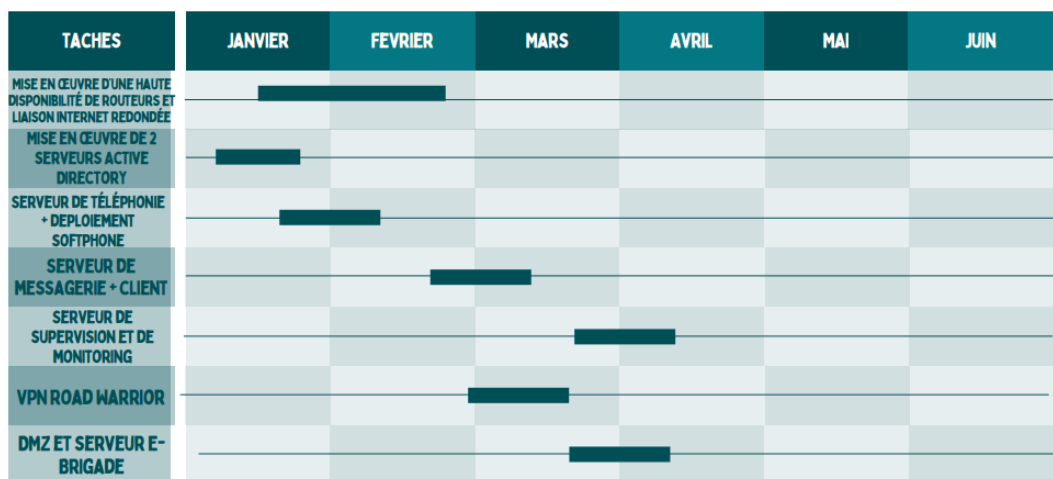 TACHES
JANVIER
FEVRIER
MARS
AVRIL
MAI
JUIN
MISE EN ŒUVRE D'UNE HAUTE
DISPONIBILITÉ DE ROUTEURS ET
LIAISON INTERNET REDONDÉE
MISE EN ŒUVRE DE 2
SERVEURS ACTIVE
DIRECTORY
SERVEUR DE TÉLÉPHONIE
+ DEPLOIEMENT
SOFTPHONE
SERVEUR DE
MESSAGERIE + CLIENT
SERVEUR DE
SUPERVISION ET DE
MONITORING
VPN ROAD WARRIOR
DMZ ET SERVEUR E-
BRIGADE